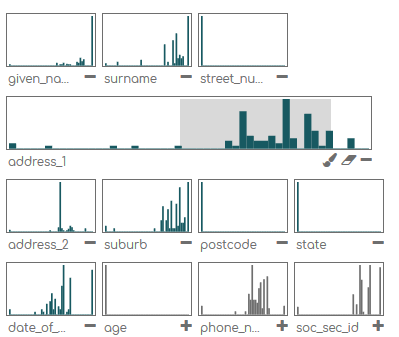 given_na...
surname
street_nu...
address_1
address_2
suburb
postcode
state
date_of_...
age
phone_n...
soc_sec_id